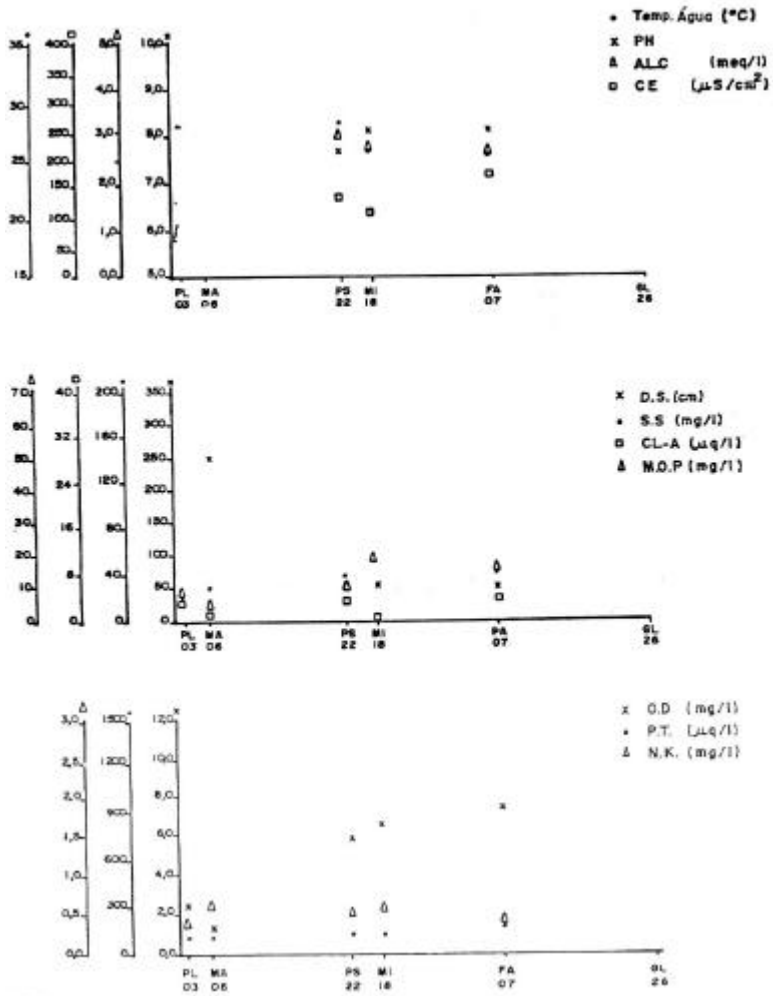 Temp. Água (°C)
PH
ALC (meq/l)
CE (µS/cm²)
35 400 5,0 10,0
350
30 300 4,0 9,0
250 3,0 8,0
25 200
150 2,0 7,0
20 100
50 1,0 6,0
15 0 0,0 5,0
PL MA PS MI PA GL
03 06 22 18 07 26
D.S. (cm)
S.S (mg/l)
CL-A (µq/l)
M.O.P (mg/l)
70 40 200 350
60 32 160 300
50 24 120 250
40 200
30 16 80 150
20 8 40 100
10 50
0 0 0 0
PL MA PS MI PA GL
03 06 22 18 07 26
O.D (mg/l)
P.T. (µq/l)
N.K. (mg/l)
3,0 1500 12,0
2,5 1200 10,0
2,0 900 8,0
1,5 6,0
1,0 600 4,0
0,5 300 2,0
0,0 0 0,0
PL MA PS MI PA GL
03 06 22 18 07 26